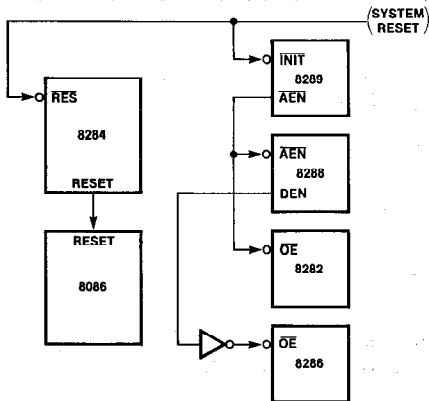 (SYSTEM
RESET)
INIT
8289
AEN
RES
8284
RESET
AEN
8288
DEN
RESET
8086
OE
8282
OE
8286